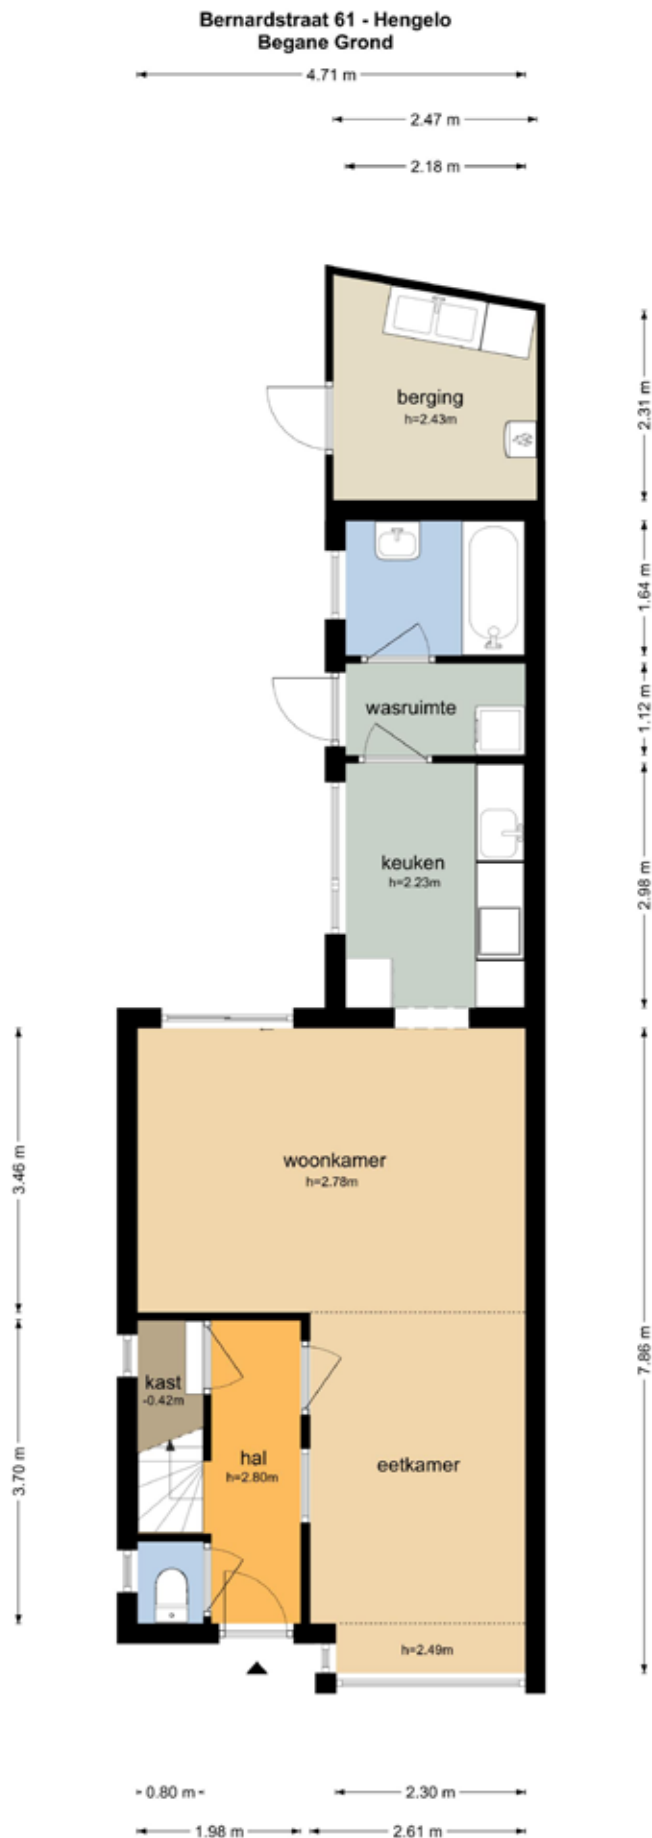 Bernardstraat 61 - Hengelo
Begane Grond
4.71 m
2.47 m
2.18 m
berging
h=2.43m
2.31 m
1.64 m
wasruimte
1.12 m
keuken
h=2.23m
2.98 m
woonkamer
h=2.78m
3.46 m
7.86 m
kast
-0.42m
hal
h=2.80m
eetkamer
3.70 m
h=2.49m
0.80 m
2.30 m
1.98 m
2.61 m